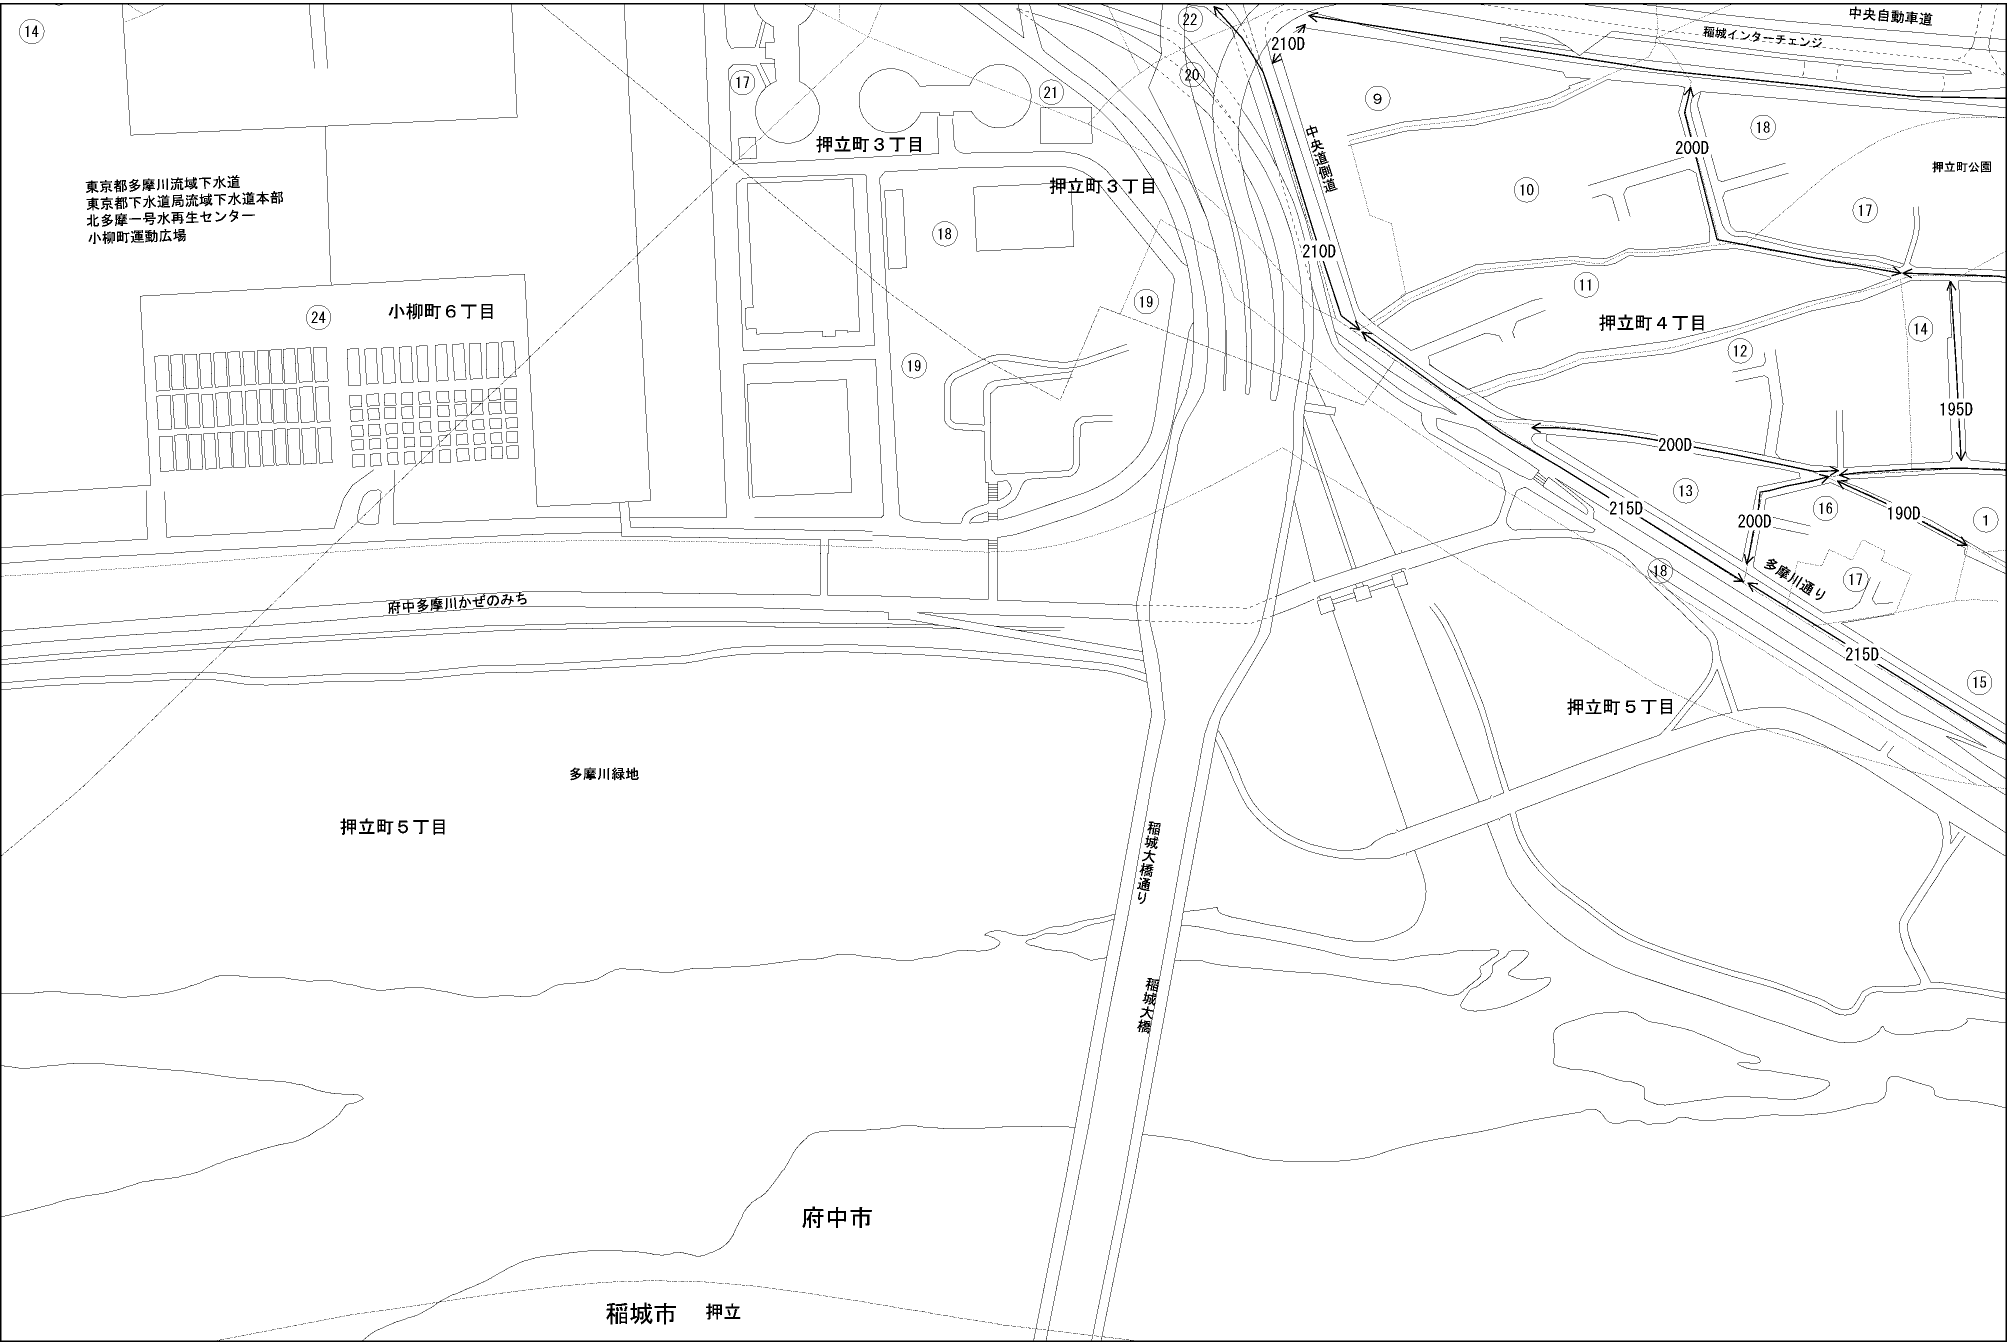 14
22
210D
中央自動車道
稲城インターチェンジ
20
17
21
9
18
押立町３丁目
中央道側道
200D
押立町公園
東京都多摩川流域下水道
東京都下水道局流域下水道本部
北多摩一号水再生センター
小柳町運動広場
押立町３丁目
10
17
18
210D
19
11
24
小柳町６丁目
押立町４丁目
14
12
19
195D
200D
13
215D
200D
16
190D
1
18
多摩川通り
17
府中多摩川かぜのみち
215D
15
押立町５丁目
多摩川緑地
押立町５丁目
稲城大橋通り
稲城大橋
府中市
稲城市
押立